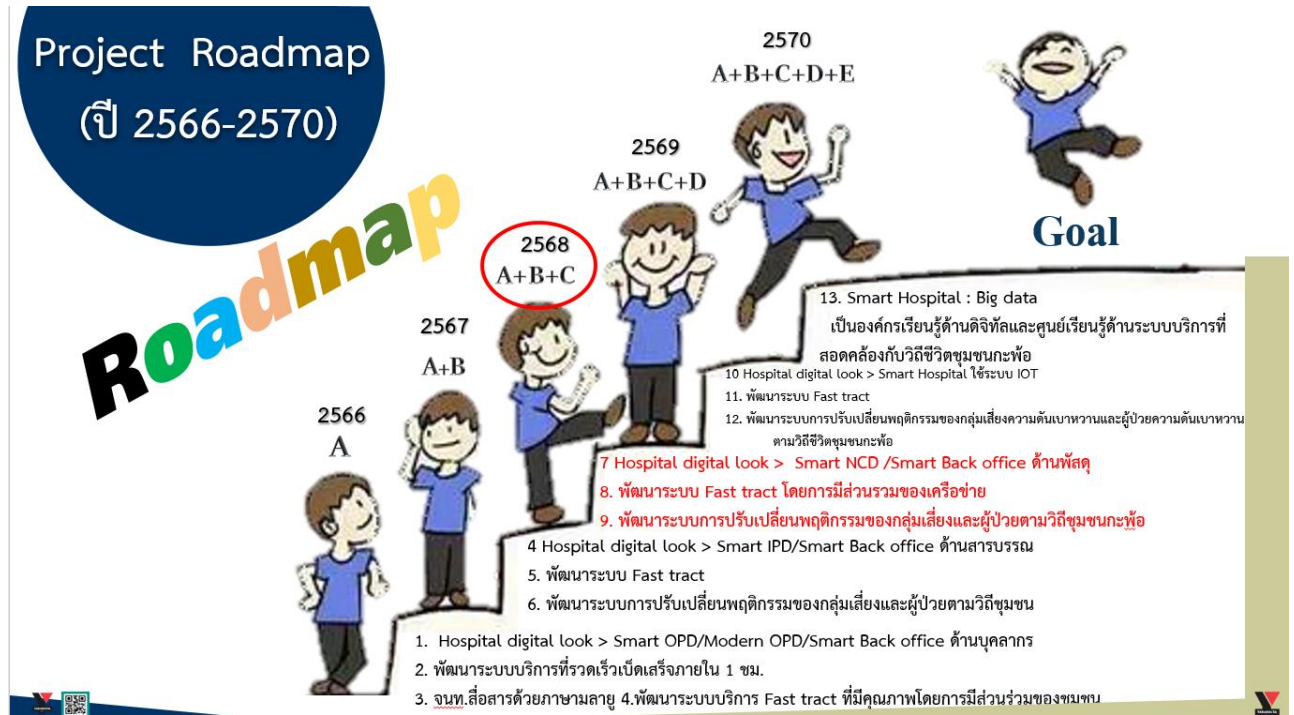 Project Roadmap
(ปี 2566-2570)
Roadmap
2566
A
2567
A+B
2568
A+B+C
2569
A+B+C+D
2570
A+B+C+D+E
Goal
13. Smart Hospital : Big data
เป็นองค์กรเรียนรู้ด้านดิจิทัลและศูนย์เรียนรู้ด้านระบบบริการที่
สอดคล้องกับวิถีชีวิตชุมชนกะพ้อ
10 Hospital digital look > Smart Hospital ใช้ระบบ IOT
11. พัฒนาระบบ Fast tract
12. พัฒนาระบบการปรับเปลี่ยนพฤติกรรมของกลุ่มเสี่ยงความดันเบาหวานและผู้ป่วยความดันเบาหวาน
ตามวิถีชีวิตชุมชนกะพ้อ
7 Hospital digital look > Smart NCD /Smart Back office ด้านพัสดุ
8. พัฒนาระบบ Fast tract โดยการมีส่วนรวมของเครือข่าย
9. พัฒนาระบบการปรับเปลี่ยนพฤติกรรมของกลุ่มเสี่ยงและผู้ป่วยตามวิถีชุมชนกะพ้อ
4 Hospital digital look > Smart IPD/Smart Back office ด้านสารบรรณ
5. พัฒนาระบบ Fast tract
6. พัฒนาระบบการปรับเปลี่ยนพฤติกรรมของกลุ่มเสี่ยงและผู้ป่วยตามวิถีชุมชน
1. Hospital digital look > Smart OPD/Modern OPD/Smart Back office ด้านบุคลากร
2. พัฒนาระบบบริการที่รวดเร็วเบ็ดเสร็จภายใน 1 ชม.
3. จนท.สื่อสารด้วยภาษามลายู 4.พัฒนาระบบบริการ Fast tract ที่มีคุณภาพโดยการมีส่วนร่วมของชุมชน